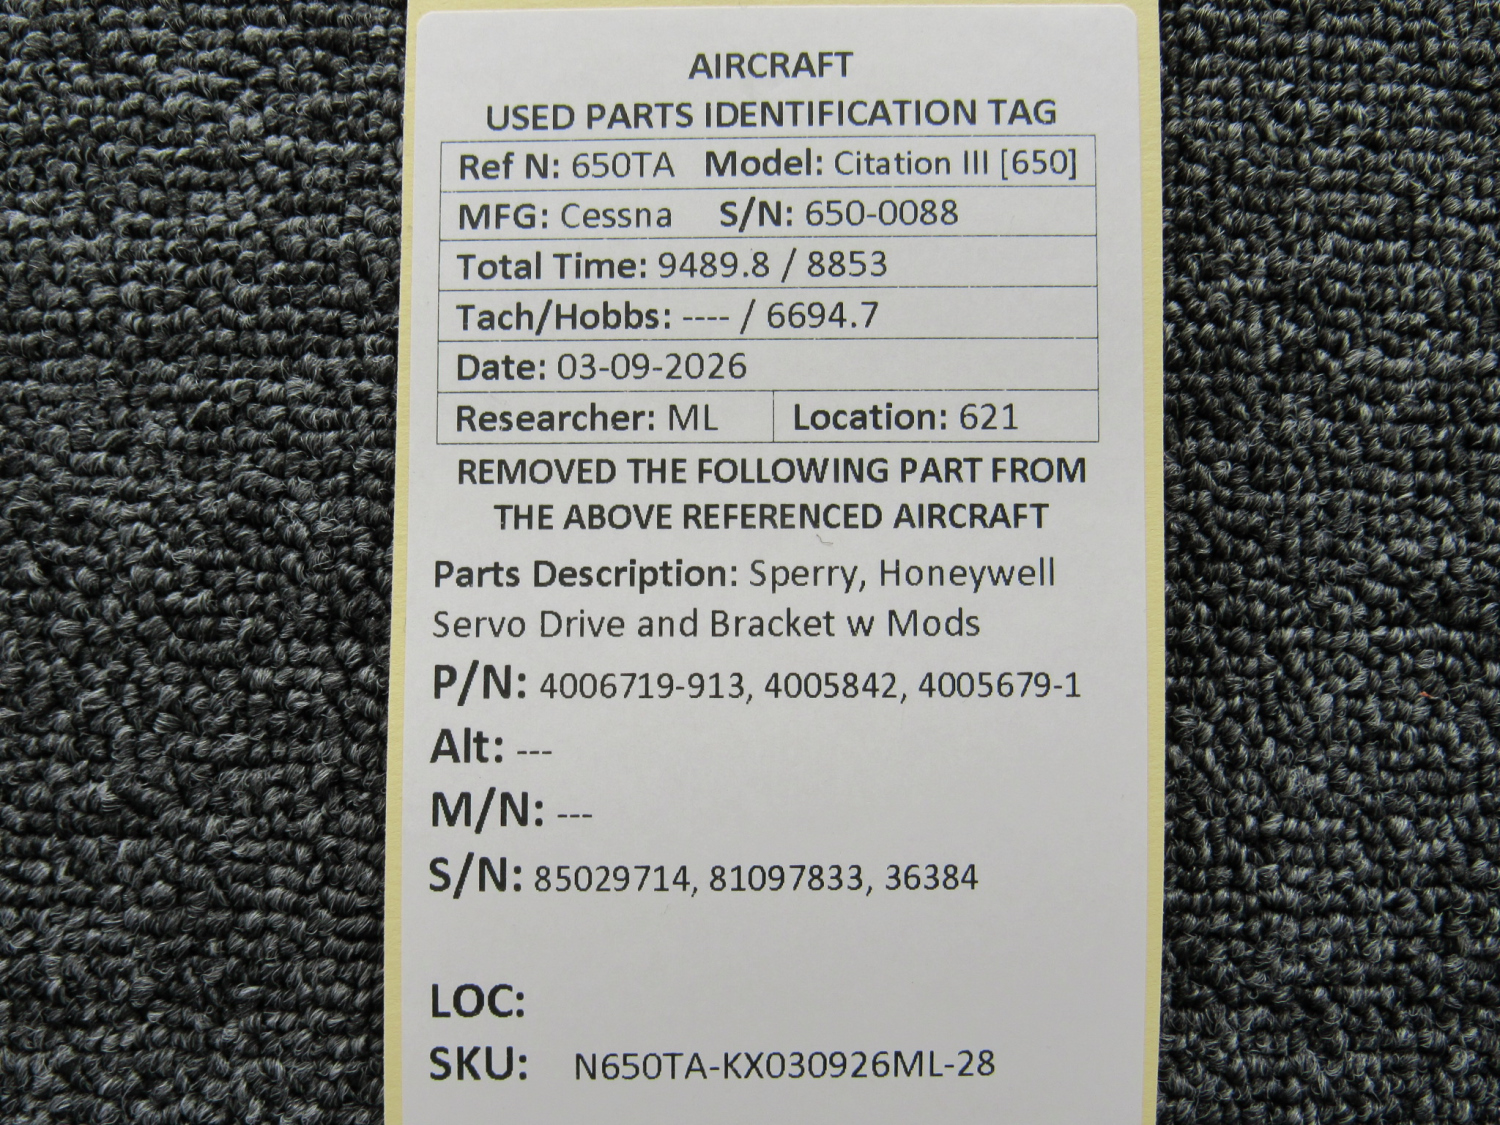 AIRCRAFT
USED PARTS IDENTIFICATION TAG
Ref N: 650TA Model: Citation III [650]
MFG: Cessna S/N: 650-0088
Total Time: 9489.8 / 8853
Tach/Hobbs: ---- / 6694.7
Date: 03-09-2026
Researcher: ML Location: 621
REMOVED THE FOLLOWING PART FROM
THE ABOVE REFERENCED AIRCRAFT
Parts Description: Sperry, Honeywell
Servo Drive and Bracket w Mods
P/N: 4006719-913, 4005842, 4005679-1
Alt: ---
M/N: ---
S/N: 85029714, 81097833, 36384
LOC:
SKU: N650TA-KX030926ML-28